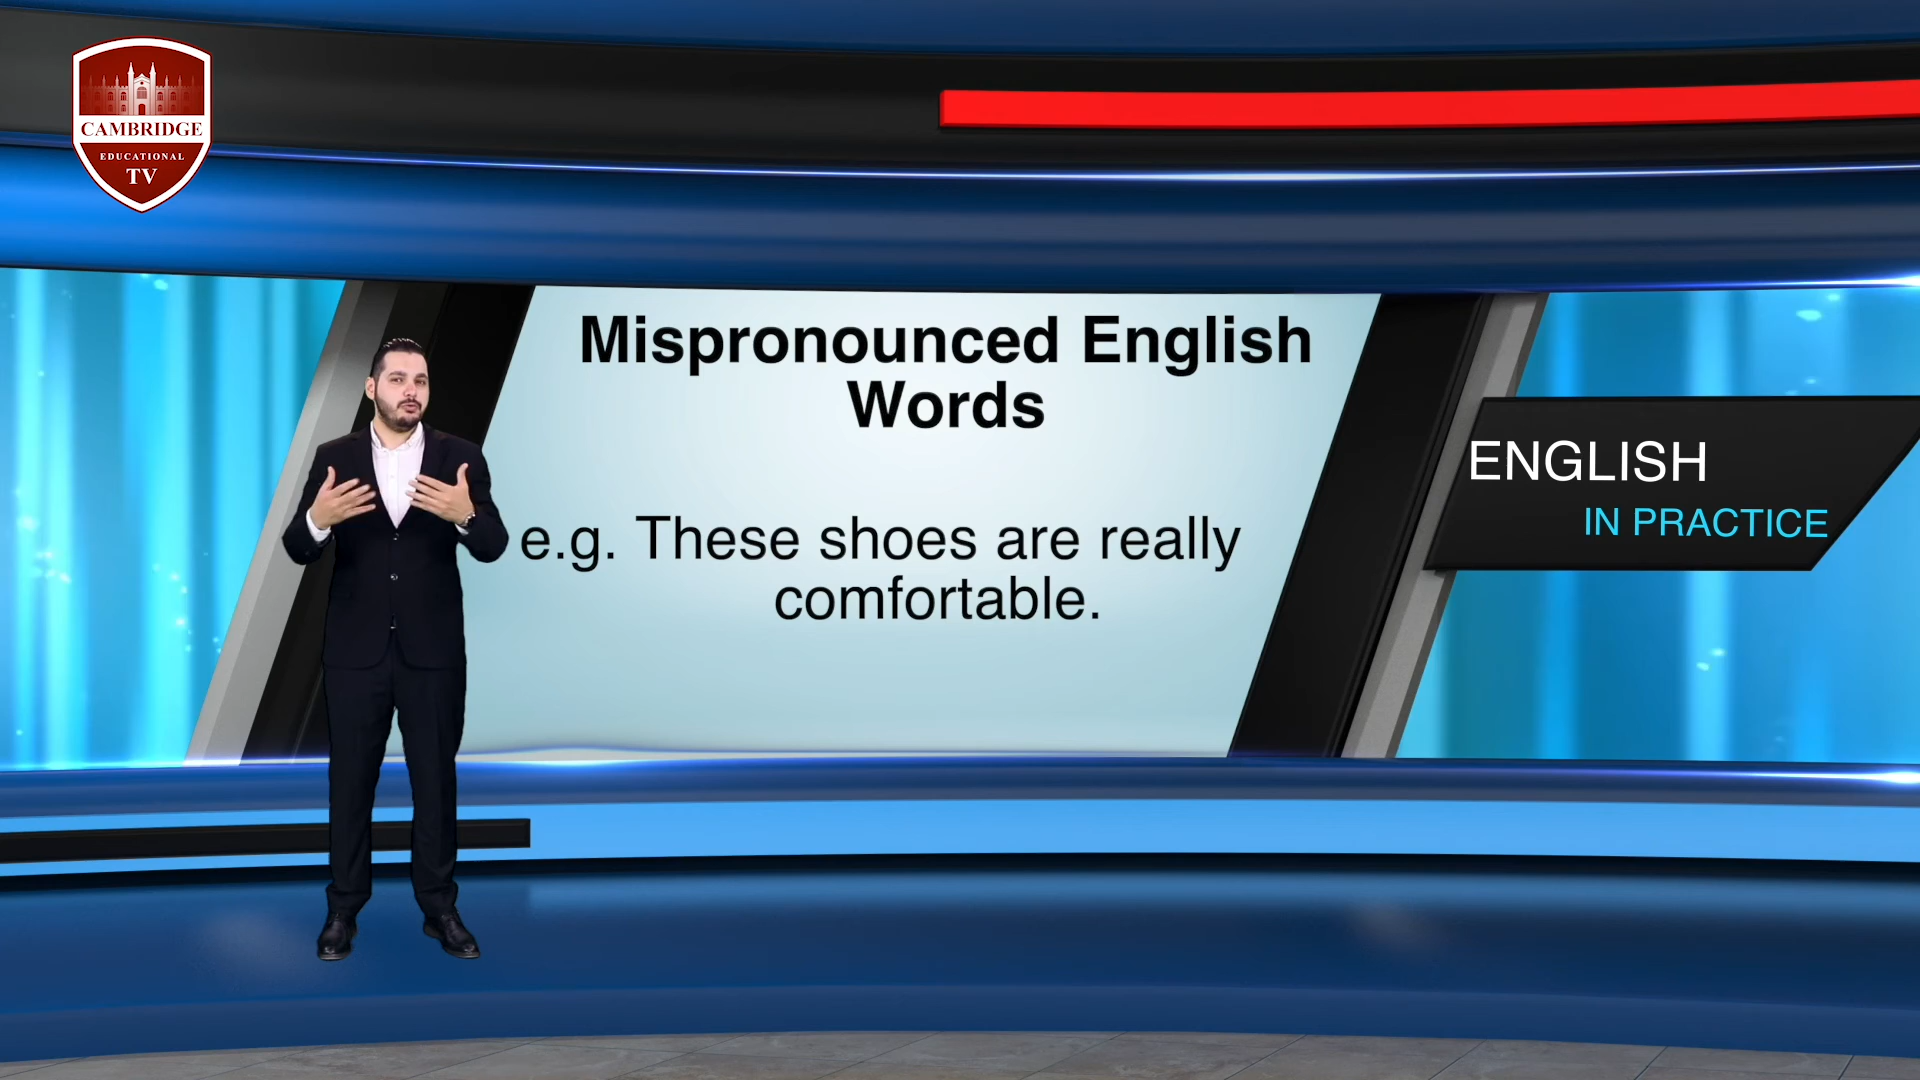 CAMBRIDGE
EDUCATIONAL
TV
Mispronounced English
Words
e.g. These shoes are really
comfortable.
ENGLISH
IN PRACTICE